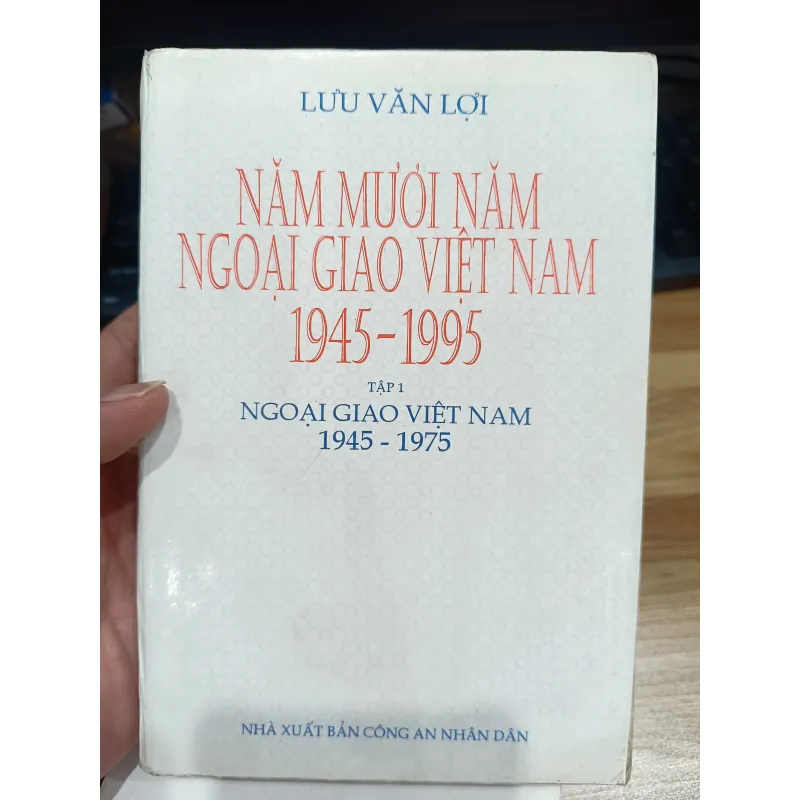 LƯU VĂN LỢI
NĂM MƯƠI NĂM
NGOẠI GIAO VIỆT NAM
1945-1995
TẬP 1
NGOẠI GIAO VIỆT NAM
1945 - 1975
NHÀ XUẤT BẢN CÔNG AN NHÂN DÂN